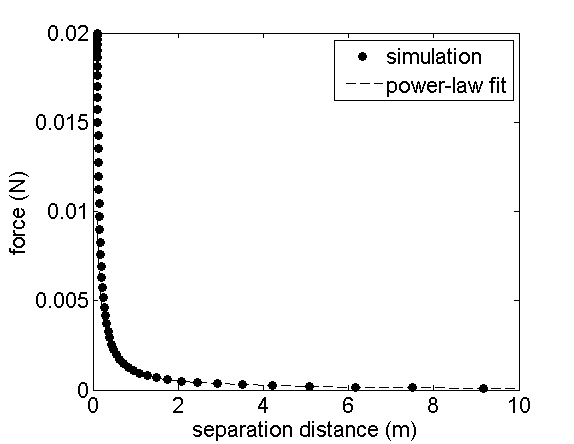 0.02
simulation
power-law fit
0.015
0.01
0.005
0
force (N)
0 2 4 6 8 10
separation distance (m)